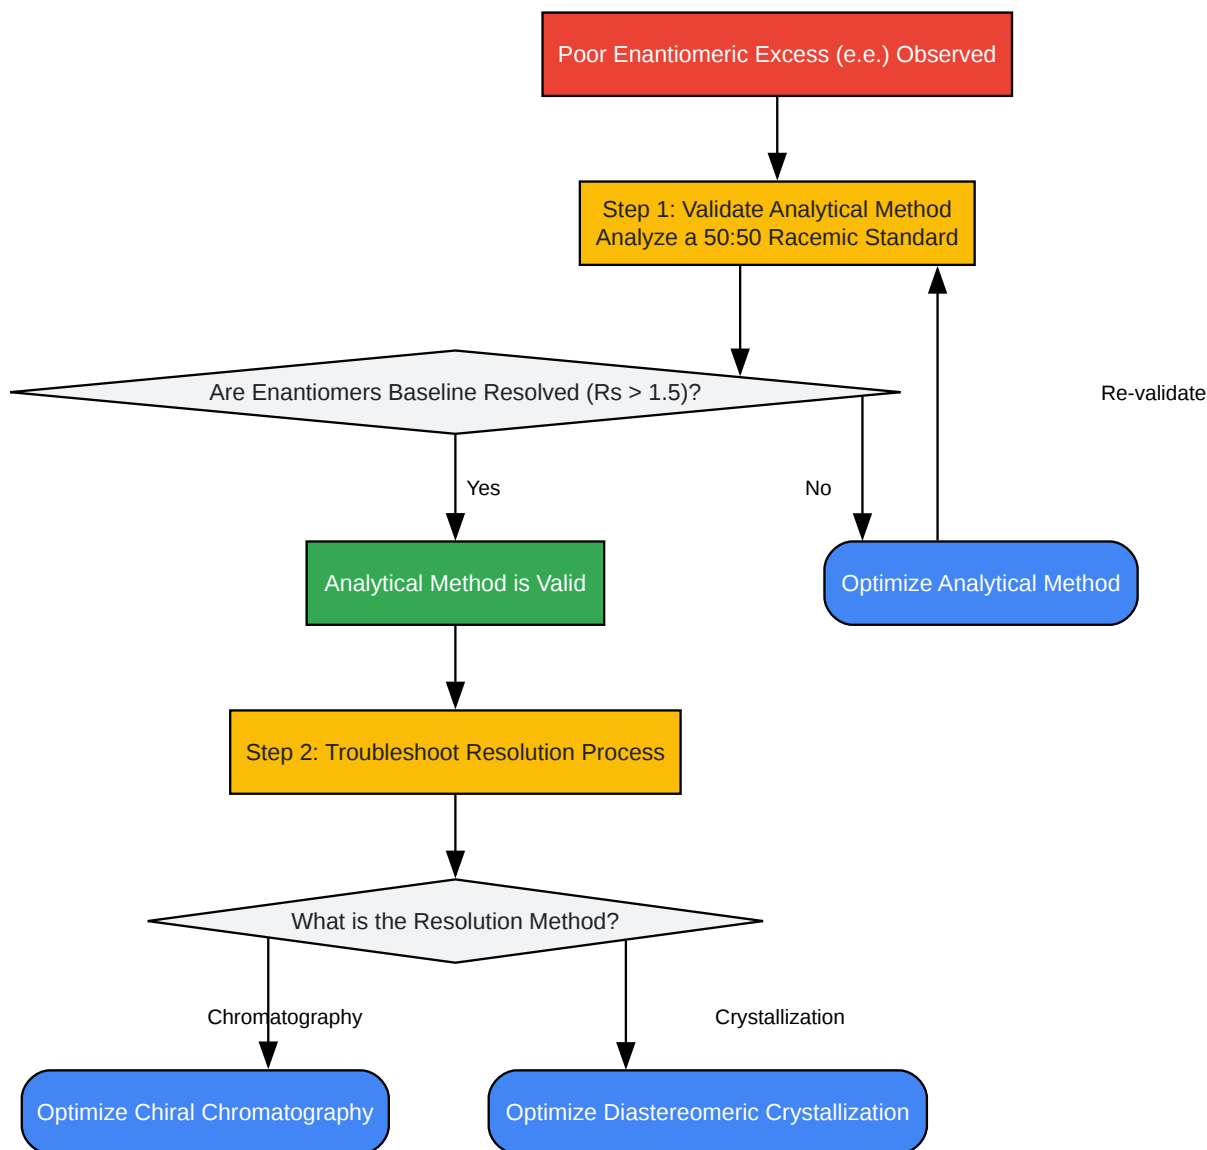 Poor Enantiomeric Excess (e.e.) Observed
Step 1: Validate Analytical Method
Analyze a 50:50 Racemic Standard
Are Enantiomers Baseline Resolved (Rs > 1.5)?
Re-validate
Yes
No
Analytical Method is Valid
Optimize Analytical Method
Step 2: Troubleshoot Resolution Process
What is the Resolution Method?
Chromatography
Crystallization
Optimize Chiral Chromatography
Optimize Diastereomeric Crystallization